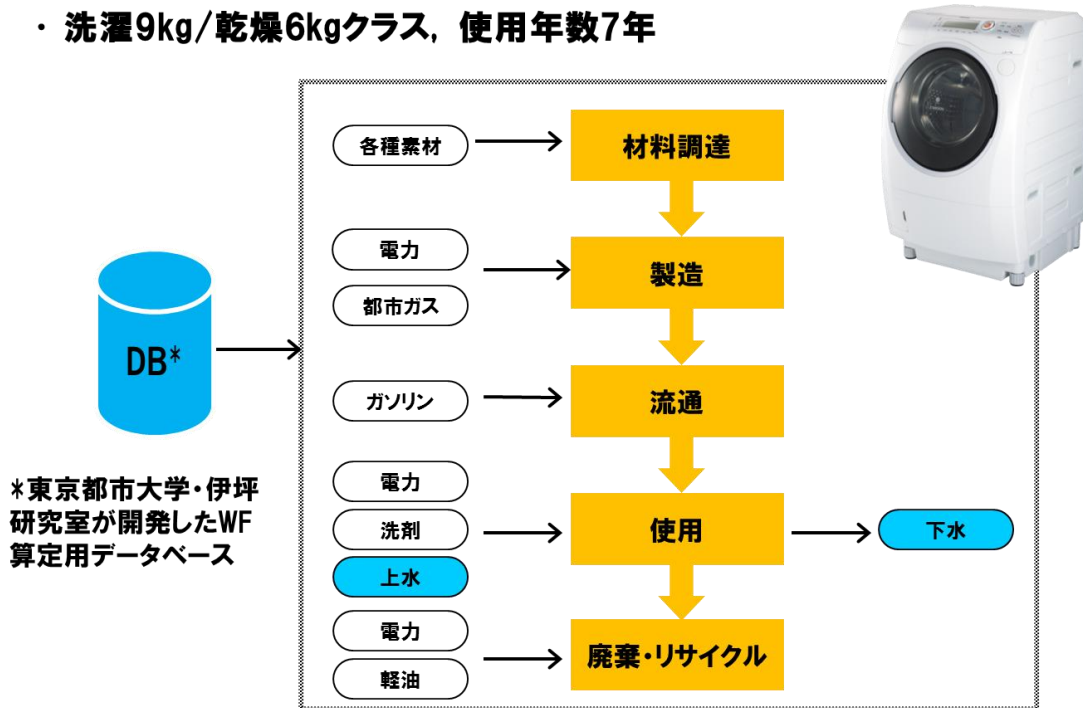 ・ 洗濯9kg/乾燥6kgクラス, 使用年数7年
各種素材
材料調達
電力
都市ガス
製造
DB*
ガソリン
流通
*東京都市大学・伊坪
研究室が開発したWF
算定用データベース
電力
洗剤
上水
使用
下水
電力
軽油
廃棄・リサイクル